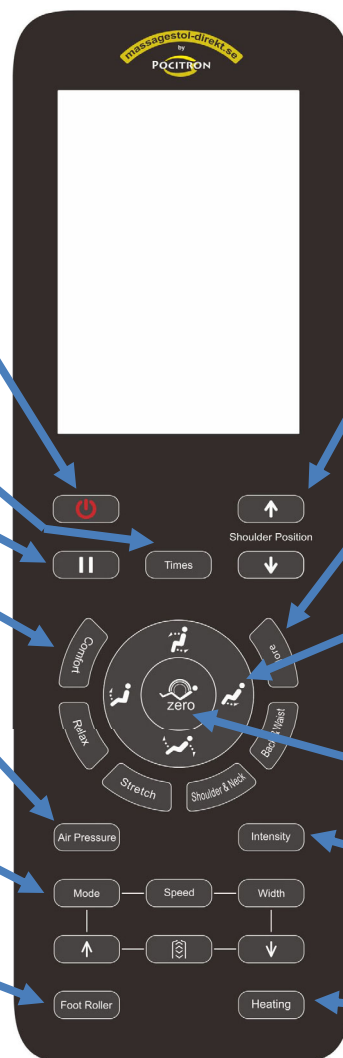 massagestol-direkt.se
by
POCITRON
Shoulder Position
Times
Comfort
zero
Relax
Back & Waist
Stretch
Shoulder & Neck
Air Pressure
Intensity
Mode
Speed
Width
Foot Roller
Heating